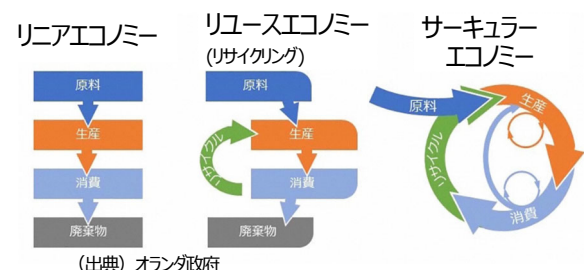 リニアエコノミー
原料
生産
消費
廃棄物
リユースエコノミー
(リサイクリング)
原料
生産
リサイクル
消費
廃棄物
サーキュラー
エコノミー
原料
生産
リサイクル
消費
（出典）オランダ政府